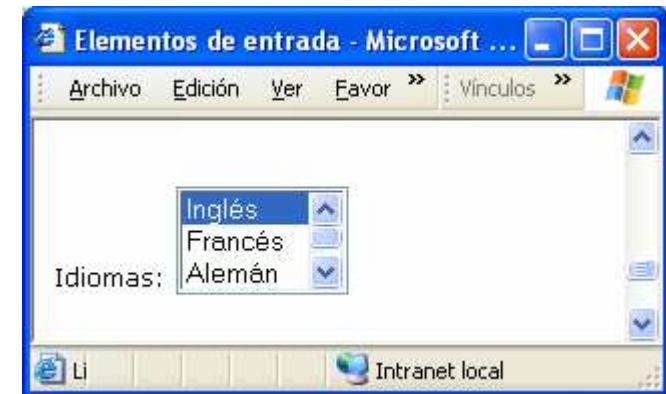 Elementos de entrada - Microsoft ...
Archivo Edición Ver Favor » Vínculos »
Inglés
Francés
Idiomas: Alemán
Li Intranet local